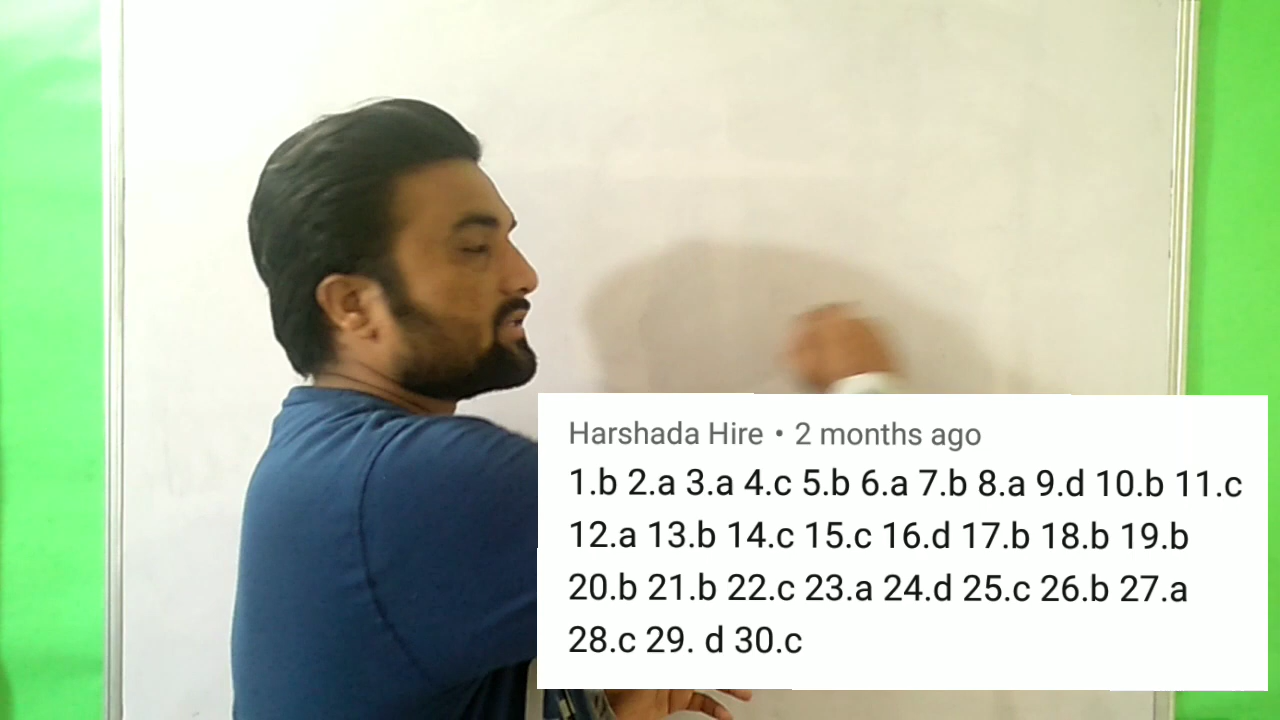 Harshada Hire • 2 months ago
1.b 2.a 3.a 4.c 5.b 6.a 7.b 8.a 9.d 10.b 11.c
12.a 13.b 14.c 15.c 16.d 17.b 18.b 19.b
20.b 21.b 22.c 23.a 24.d 25.c 26.b 27.a
28.c 29. d 30.c